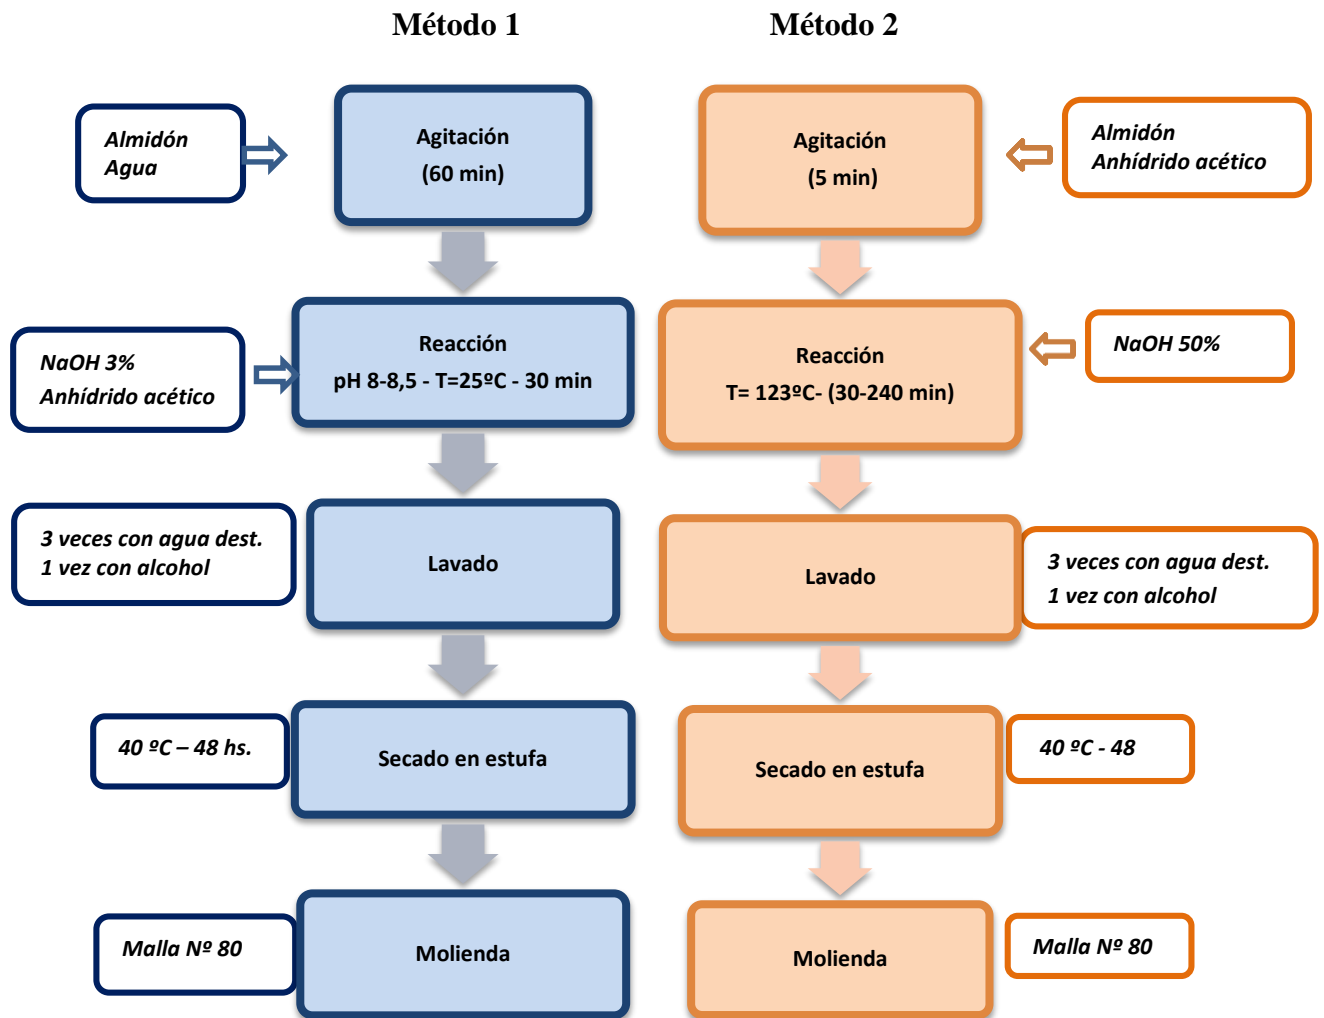 Método 1
Método 2
Almidón
Agua
Agitación
(60 min)
Agitación
(5 min)
Almidón
Anhídrido acético
NaOH 3%
Anhídrido acético
Reacción
pH 8-8,5 - T=25ºC - 30 min
Reacción
T= 123ºC- (30-240 min)
NaOH 50%
3 veces con agua dest.
1 vez con alcohol
Lavado
Lavado
3 veces con agua dest.
1 vez con alcohol
40 ºC – 48 hs.
Secado en estufa
Secado en estufa
40 ºC - 48
Malla Nº 80
Molienda
Molienda
Malla Nº 80